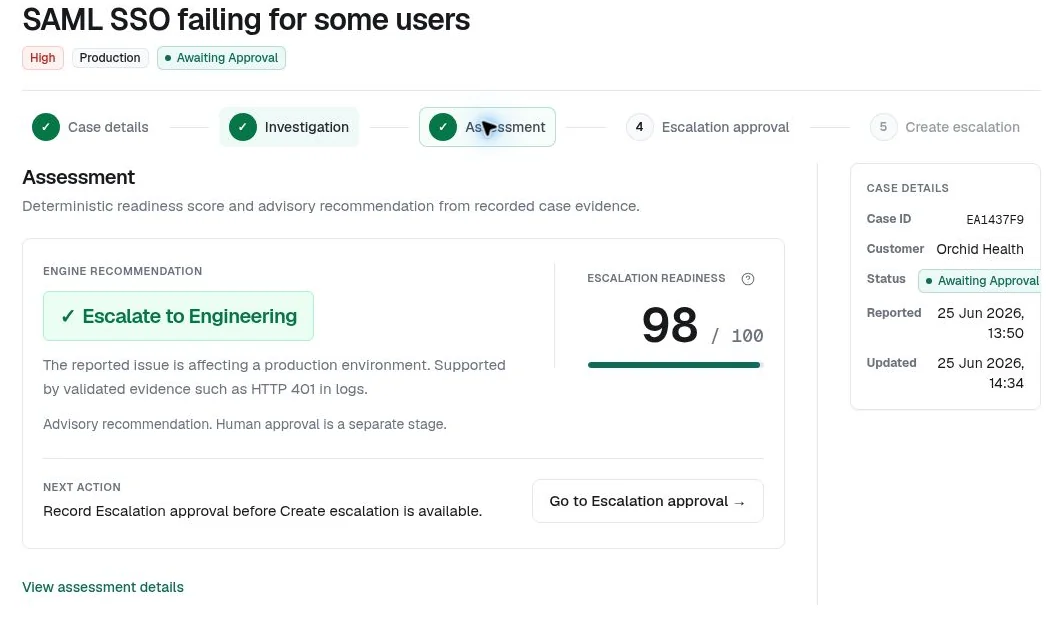 SAML SSO failing for some users
High
Production
Awaiting Approval
✓ Case details
✓ Investigation
✓ Assessment
4 Escalation approval
5 Create escalation
Assessment
Deterministic readiness score and advisory recommendation from recorded case evidence.
ENGINE RECOMMENDATION
✓ Escalate to Engineering
The reported issue is affecting a production environment. Supported
by validated evidence such as HTTP 401 in logs.
Advisory recommendation. Human approval is a separate stage.
ESCALATION READINESS ?
98 / 100
NEXT ACTION
Record Escalation approval before Create escalation is available.
Go to Escalation approval →
View assessment details
CASE DETAILS
Case ID EA1437F9
Customer Orchid Health
Status Awaiting Approval
Reported 25 Jun 2026,
13:50
Updated 25 Jun 2026,
14:34